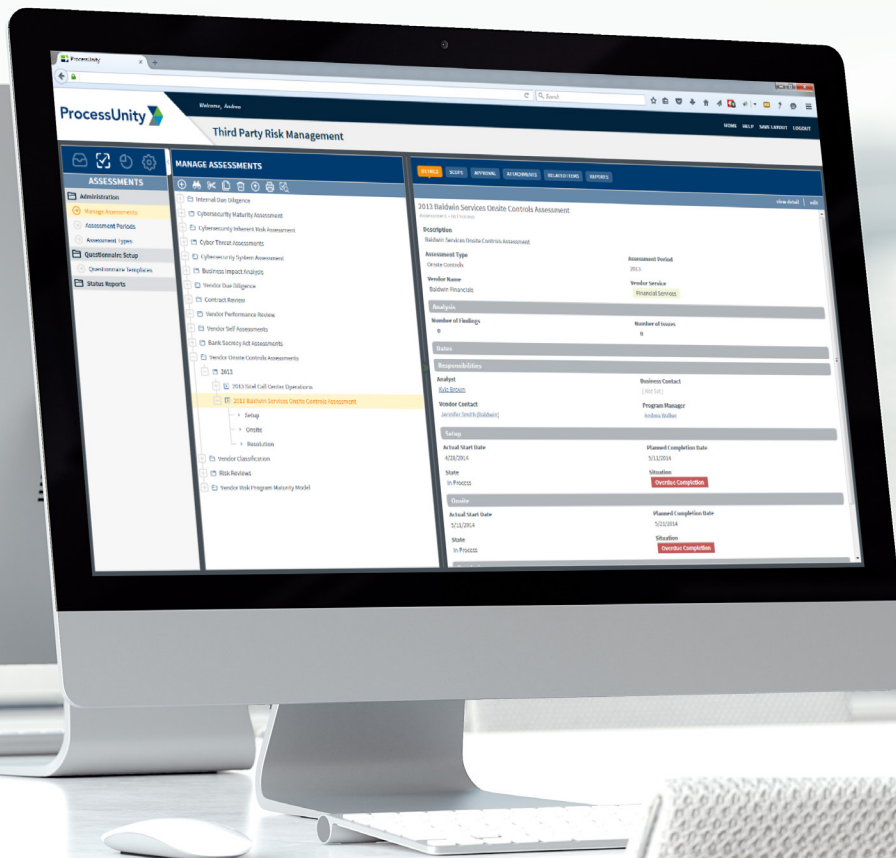 ProcessUnity
Search
ProcessUnity
Welcome, Andrea
HOME HELP SAVE LAYOUT LOGOUT
Third Party Risk Management
ASSESSMENTS
Administration
Manage Assessments
Assessment Periods
Assessment Types
Questionnaire Setup
Questionnaire Templates
Status Reports
MANAGE ASSESSMENTS
Internal Due Diligence
Cybersecurity Maturity Assessment
Cybersecurity Inherent Risk Assessment
Cyber Threat Assessments
Cybersecurity System Assessment
Business Impact Analysis
Vendor Due Diligence
Contract Review
Vendor Performance Review
Vendor Self Assessments
Bank Secrecy Act Assessments
Vendor Onsite Controls Assessments
2013
2013 Stel Call Center Operations
2013 Baldwin Services Onsite Controls Assessment
Setup
Onsite
Resolution
Vendor Classification
Risk Reviews
Vendor Risk Program Maturity Model
DETAILS SCOPE APPROVAL ATTACHMENTS RELATED ITEMS REPORTS
view detail | edit
2013 Baldwin Services Onsite Controls Assessment
Assessment - In Process
Description
Baldwin Services Onsite Controls Assessment
Assessment Type Assessment Period
Onsite Controls 2013
Vendor Name Vendor Service
Baldwin Financials Financial Services
Analysis
Number of Findings Number of Issues
0 0
Dates
Responsibilities
Analyst Business Contact
Kyle Brown [Not Set]
Vendor Contact Program Manager
Jennifer Smith (Baldwin) Andrea Walker
Setup
Actual Start Date Planned Completion Date
4/28/2014 5/11/2014
State Situation
In Process Overdue Completion
Onsite
Actual Start Date Planned Completion Date
5/11/2014 5/21/2014
State Situation
In Process Overdue Completion